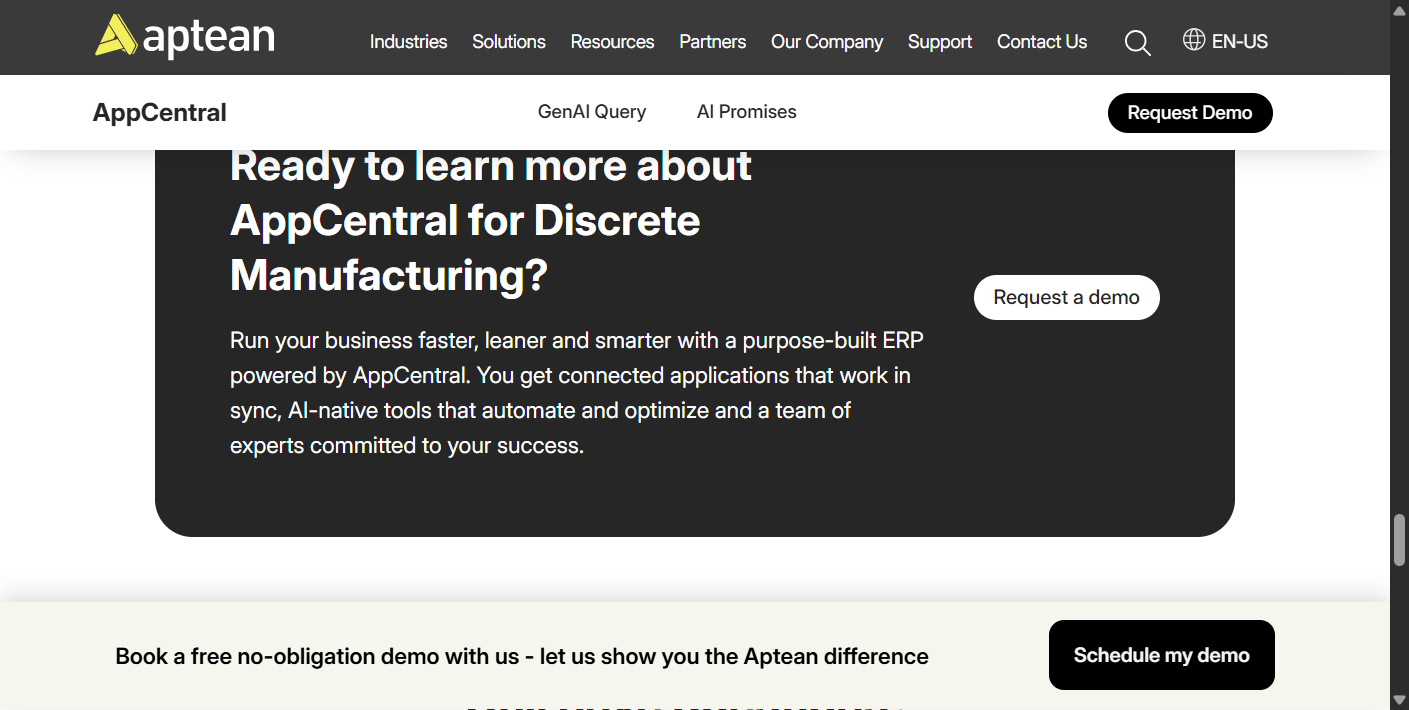 aptean
Industries Solutions Resources Partners Our Company Support Contact Us EN-US
AppCentral GenAI Query AI Promises Request Demo
Ready to learn more about
AppCentral for Discrete
Manufacturing?
Request a demo
Run your business faster, leaner and smarter with a purpose-built ERP
powered by AppCentral. You get connected applications that work in
sync, AI-native tools that automate and optimize and a team of
experts committed to your success.
Book a free no-obligation demo with us - let us show you the Aptean difference
Schedule my demo